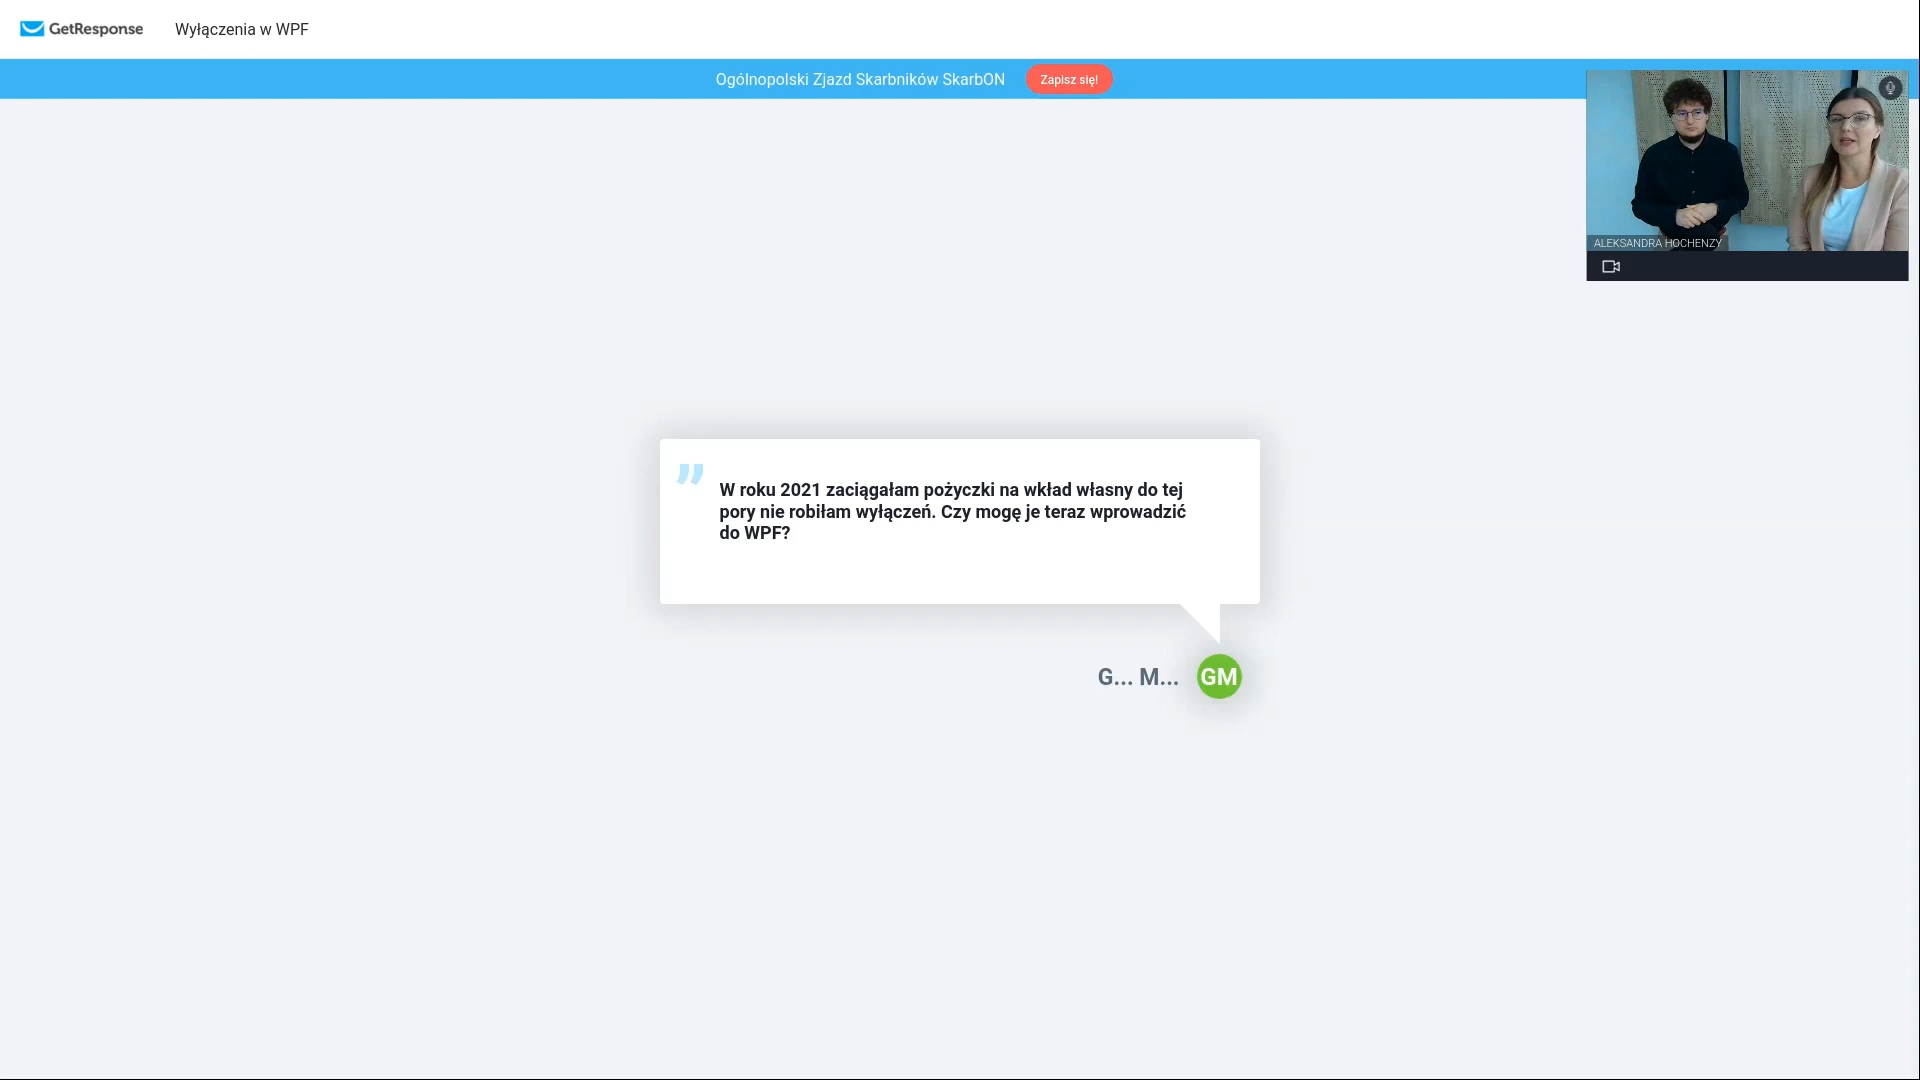 GetResponse
Wyłączenia w WPF
Ogólnopolski Zjazd Skarbników SkarbON
Zapisz się!
ALEKSANDRA HOCHENZY
”
W roku 2021 zaciągałam pożyczki na wkład własny do tej
pory nie robiłam wyłączeń. Czy mogę je teraz wprowadzić
do WPF?
G... M...
GM